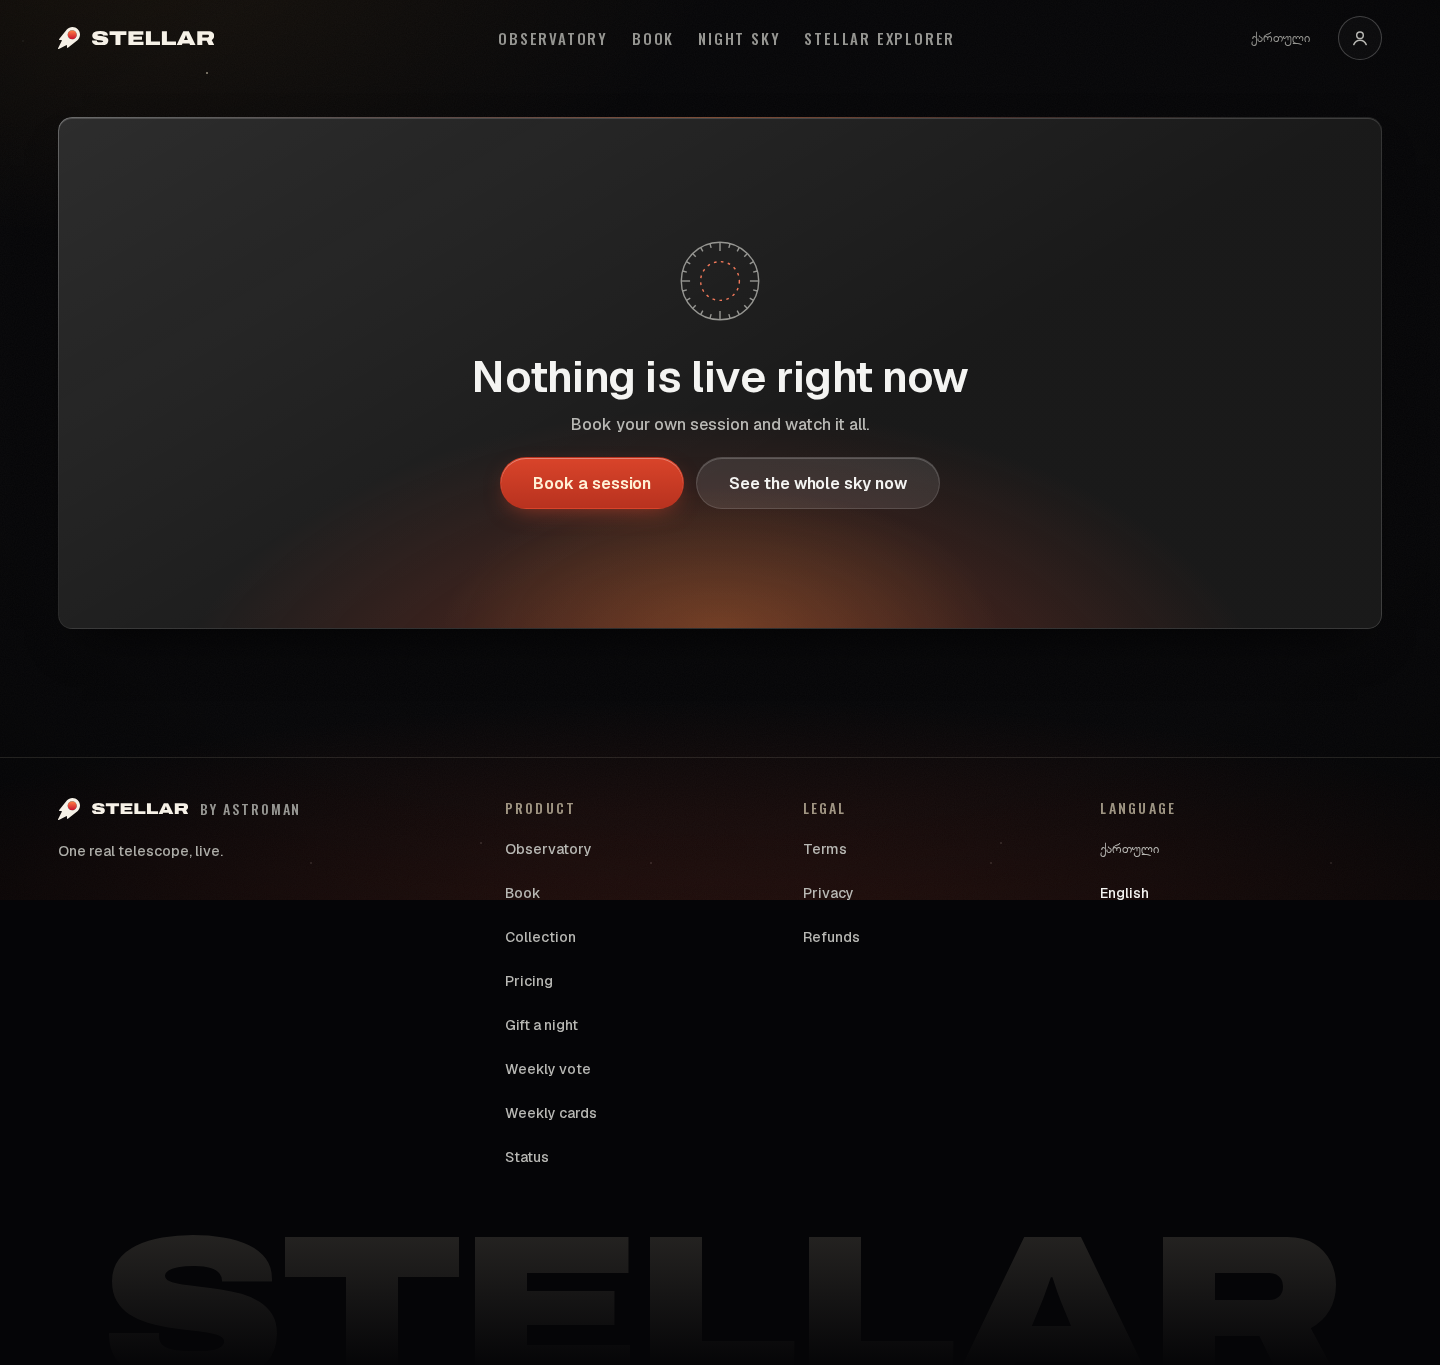 STELLAR
OBSERVATORY BOOK NIGHT SKY STELLAR EXPLORER
ქართული
Nothing is live right now
Book your own session and watch it all.
Book a session See the whole sky now
STELLAR BY ASTROMAN
One real telescope, live.
PRODUCT
Observatory
Book
Collection
Pricing
Gift a night
Weekly vote
Weekly cards
Status
LEGAL
Terms
Privacy
Refunds
LANGUAGE
ქართული
English
STELLAR